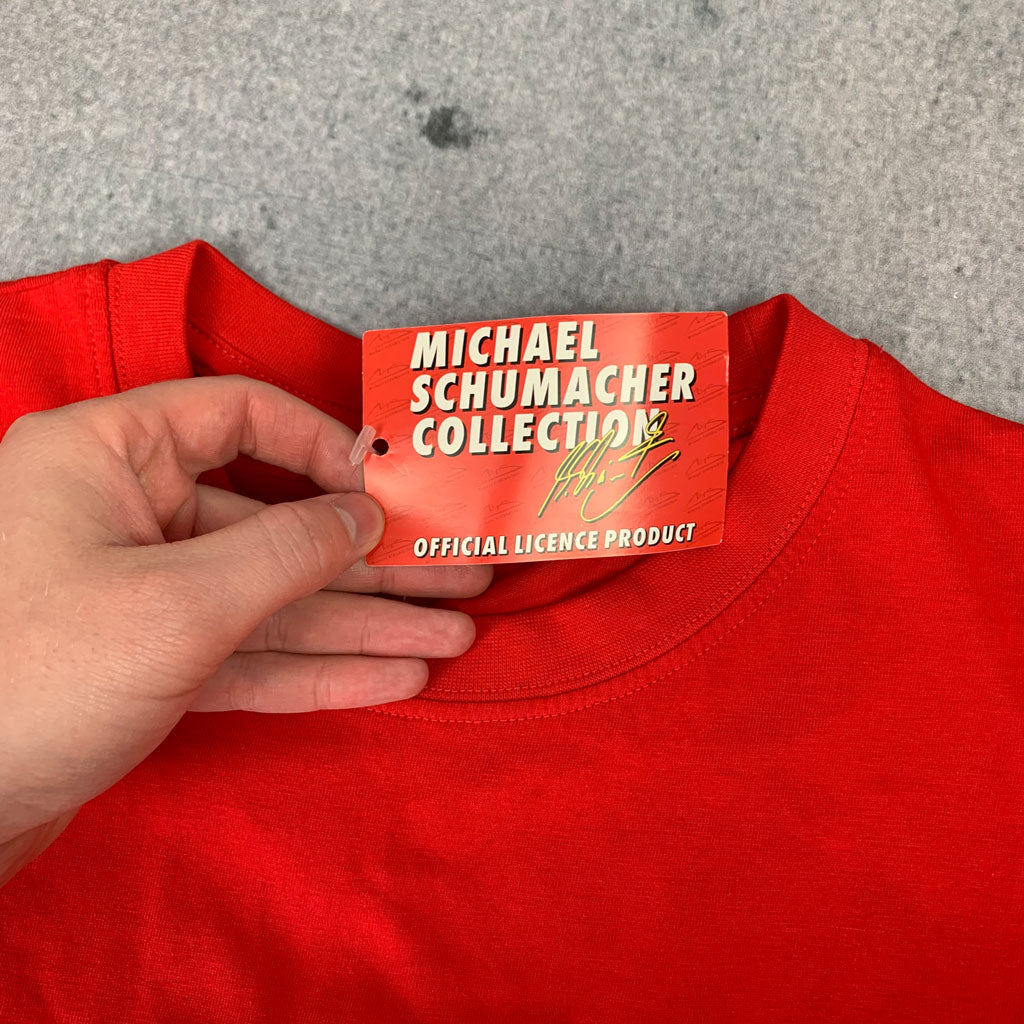 MICHAEL
SCHUMACHER
COLLECTION
OFFICIAL LICENCE PRODUCT